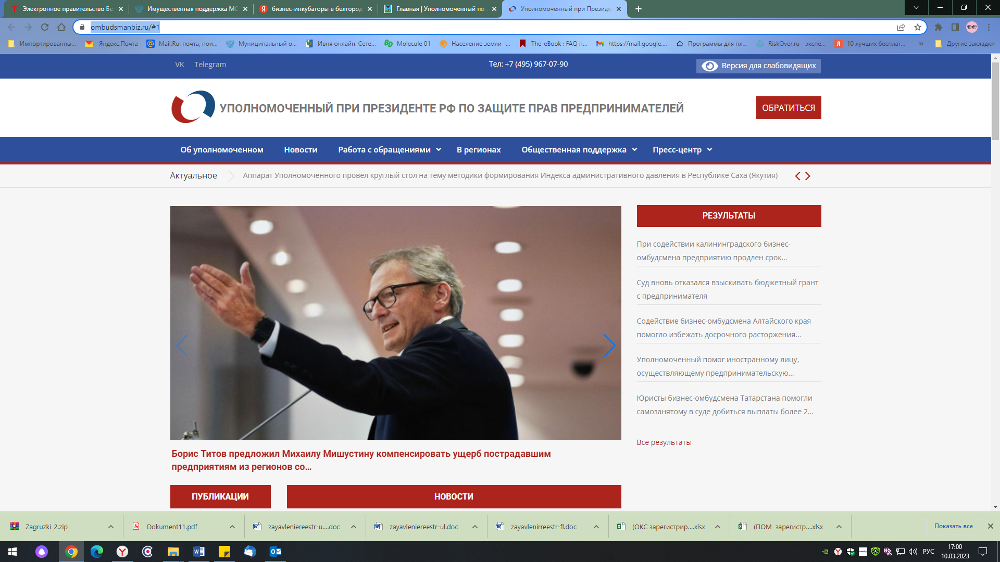 Электронное правительство Бе
Имущественная поддержка МС
бизнес-инкубаторы в белгород
Главная | Уполномоченный по
Уполномоченный при Президе
ombudsmanbiz.ru/#1
Импортированны...
Яндекс.Почта
Mail.Ru: почта, пои...
Муниципальный о...
Ивня онлайн. Сете...
Molecule 01
Население земли -...
The-eBook : FAQ п...
https://mail.google....
Программы для пл...
RiskOver.ru - экспе...
10 лучших бесплат...
»
Другие закладки
VK Telegram
Тел: +7 (495) 967-07-90
Версия для слабовидящих
УПОЛНОМОЧЕННЫЙ ПРИ ПРЕЗИДЕНТЕ РФ ПО ЗАЩИТЕ ПРАВ ПРЕДПРИНИМАТЕЛЕЙ
ОБРАТИТЬСЯ
Об уполномоченном Новости Работа с обращениями В регионах Общественная поддержка Пресс-центр
Актуальное
Аппарат Уполномоченного провел круглый стол на тему методики формирования Индекса административного давления в Республике Саха (Якутия)
РЕЗУЛЬТАТЫ
При содействии калининградского бизнес-
омбудсмена предприятию продлен срок...
Суд вновь отказался взыскивать бюджетный грант
с предпринимателя
Содействие бизнес-омбудсмена Алтайского края
помогло избежать досрочного расторжения...
Уполномоченный помог иностранному лицу,
осуществляющему предпринимательскую...
Юристы бизнес-омбудсмена Татарстана помогли
самозанятому в суде добиться выплаты более 2...
Все результаты
Борис Титов предложил Михаилу Мишустину компенсировать ущерб пострадавшим
предприятиям из регионов со...
ПУБЛИКАЦИИ
НОВОСТИ
Zagruzki_2.zip
Dokument11.pdf
zayavleniereestr-u....doc
zayavleniereestr-ul.doc
zayavlenirreestr-fl.doc
(ОКС зарегистрир....xlsx
(ПОМ зарегистр....xlsx
Показать все
РУС
17:00
10.03.2023